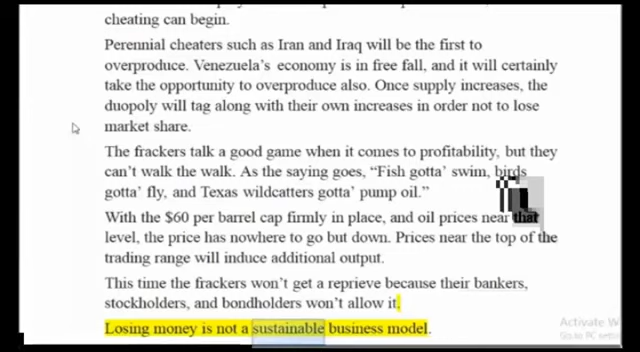 cheating can begin.
Perennial cheaters such as Iran and Iraq will be the first to
overproduce. Venezuela's economy is in free fall, and it will certainly
take the opportunity to overproduce also. Once supply increases, the
duopoly will tag along with their own increases in order not to lose
market share.
The frackers talk a good game when it comes to profitability, but they
can't walk the walk. As the saying goes, "Fish gotta' swim, birds
gotta' fly, and Texas wildcatters gotta' pump oil."
With the $60 per barrel cap firmly in place, and oil prices near that
level, the price has nowhere to go but down. Prices near the top of the
trading range will induce additional output.
This time the frackers won't get a reprieve because their bankers,
stockholders, and bondholders won't allow it.
Activate W
Go to PC
Losing money is not a sustainable business model.